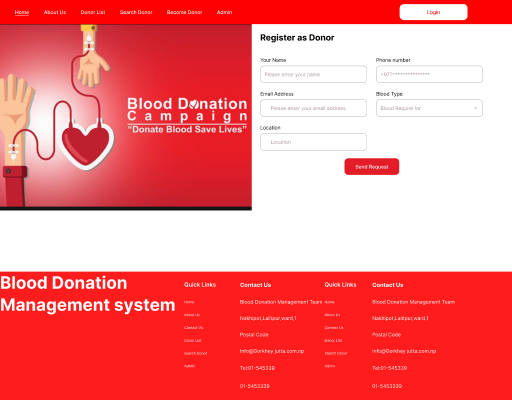 Home About Us Donor List Search Donor Become Donor Admin Login
Blood Donation
Campaign
"Donate Blood Save Lives"
Register as Donor
Your Name Phone number
Please enter your name +977***************
Email Address Blood Type
Please enter your email address Blood Require for
Location
Location
Send Request
Blood Donation
Management system
Quick Links
Home
About Us
Contact Us
Donor List
Search Donor
Admin
Contact Us
Blood Donation Management Team
Nakhipot,Lalitpur,ward,1
Postal Code
Info@Gorkhey jutta.com.np
Tel:01-545339
01-5453339
Quick Links
Home
About Us
Contact Us
Donor List
Search Donor
Admin
Contact Us
Blood Donation Management Team
Nakhipot,Lalitpur,ward,1
Postal Code
Info@Gorkhey jutta.com.np
Tel:01-545339
01-5453339